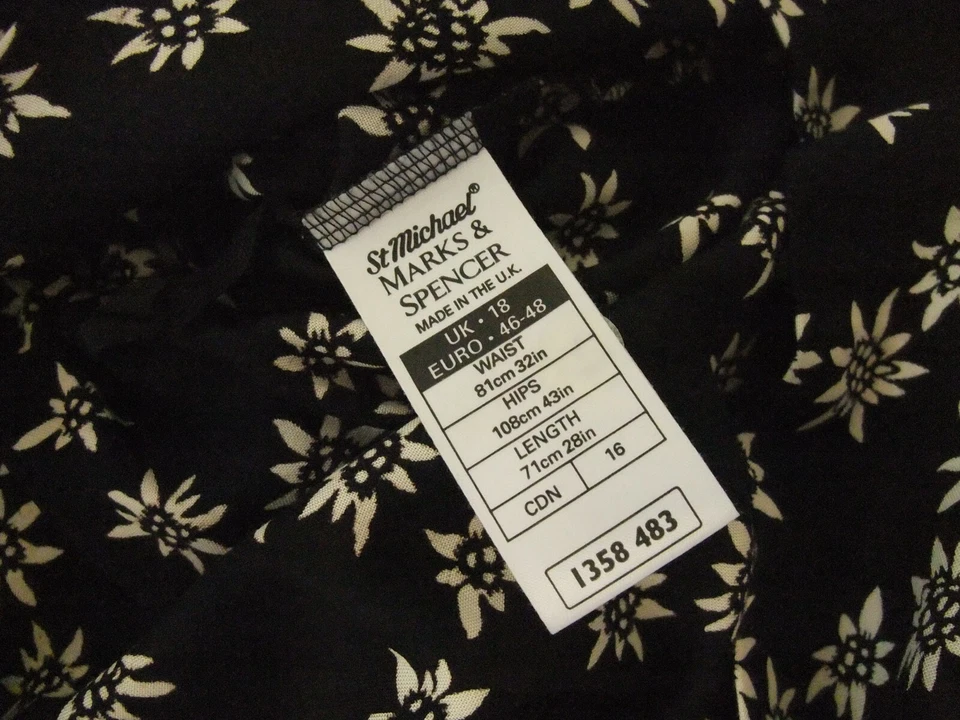 St Michael®
MARKS &
SPENCER
MADE IN THE U.K.
UK • 18
EURO • 46-48
WAIST
81cm 32in
HIPS
108cm 43in
LENGTH
71cm 28in
CDN 16
1358 483